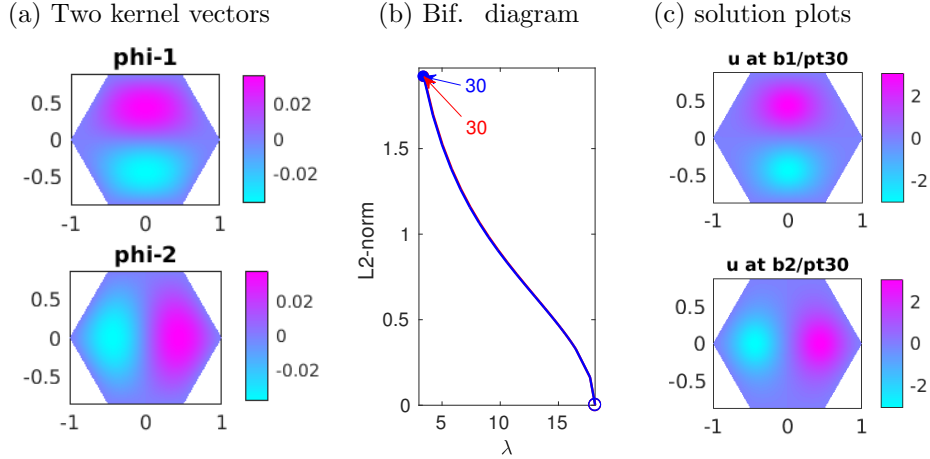 (a) Two kernel vectors
phi-1
0.5
0
-0.5
-1 0 1
0.02
0
-0.02
phi-2
0.5
0
-0.5
-1 0 1
0.02
0
-0.02
(b) Bif. diagram
30
30
1.5
1
0.5
0
L2-norm
5 10 15
λ
(c) solution plots
u at b1/pt30
0.5
0
-0.5
-1 0 1
2
0
-2
u at b2/pt30
0.5
0
-0.5
-1 0 1
2
0
-2